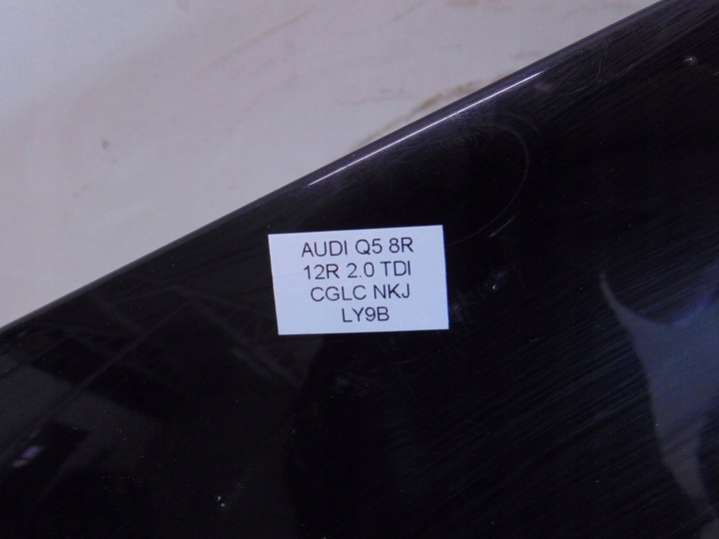 AUDI Q5 8R
12R 2.0 TDI
CGLC NKJ
LY9B